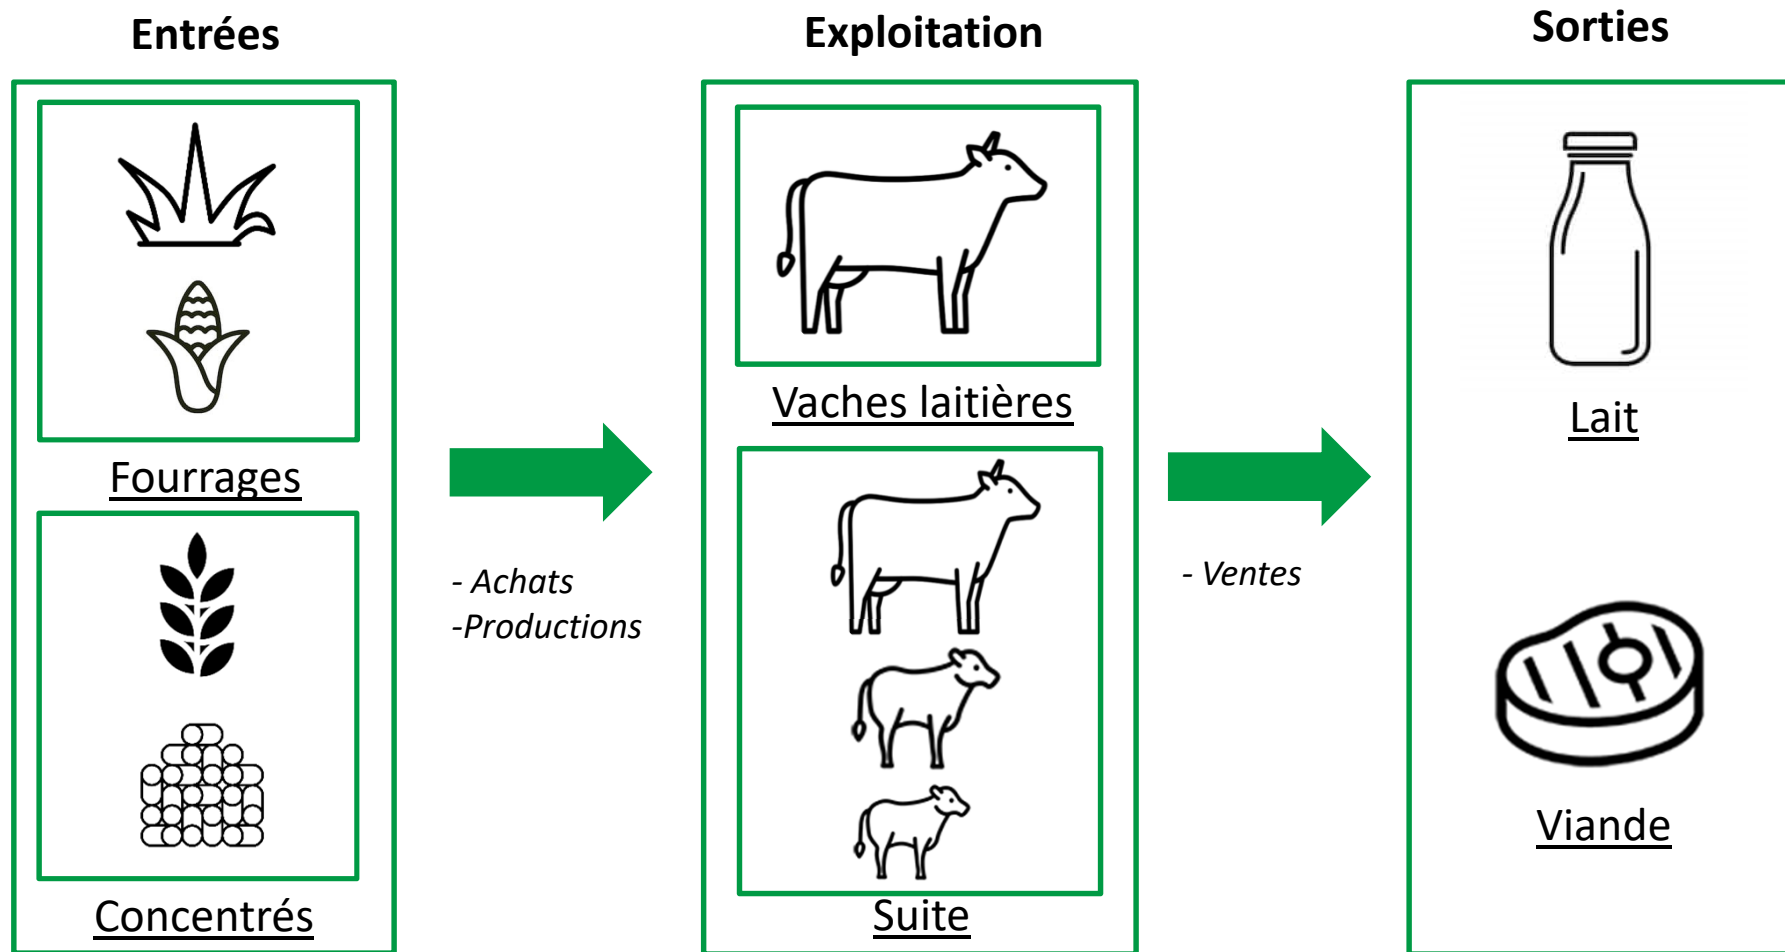 Entrées
Fourrages
Concentrés
- Achats
-Productions
Exploitation
Vaches laitières
Suite
- Ventes
Sorties
Lait
Viande